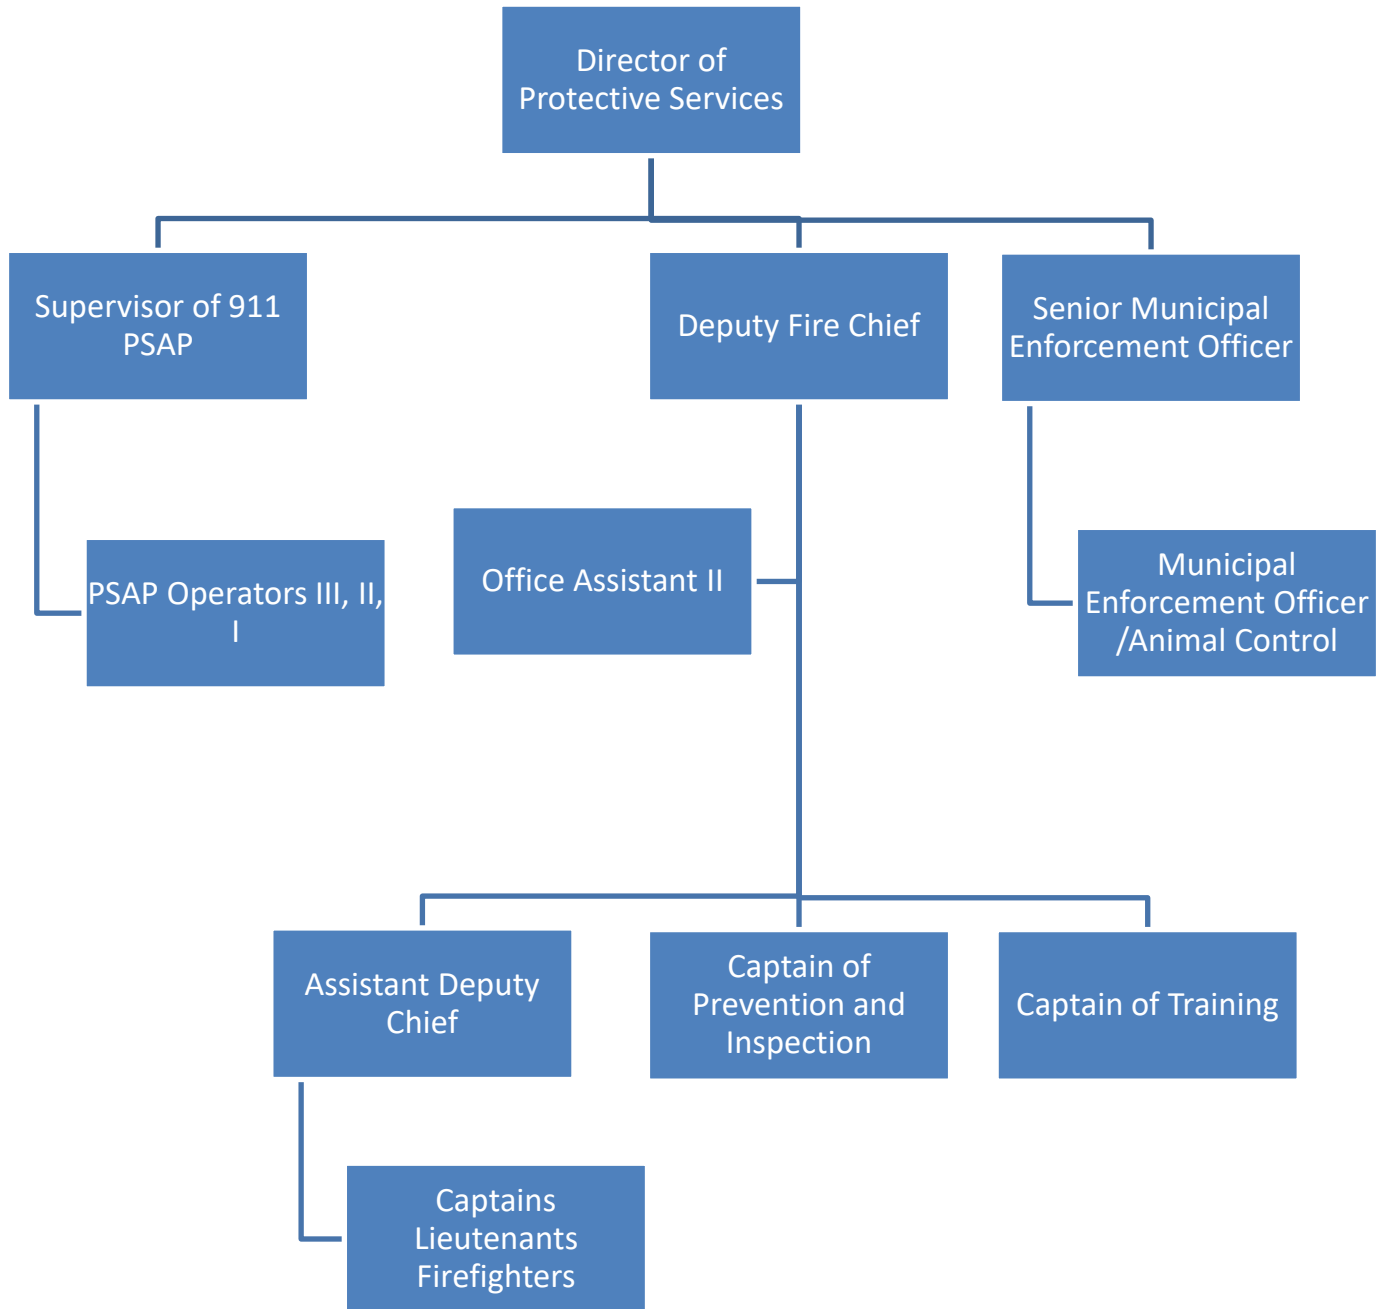 Director of
Protective Services
Supervisor of 911
PSAP
Deputy Fire Chief
Senior Municipal
Enforcement Officer
PSAP Operators III, II,
I
Office Assistant II
Municipal
Enforcement Officer
/Animal Control
Assistant Deputy
Chief
Captain of
Prevention and
Inspection
Captain of Training
Captains
Lieutenants
Firefighters